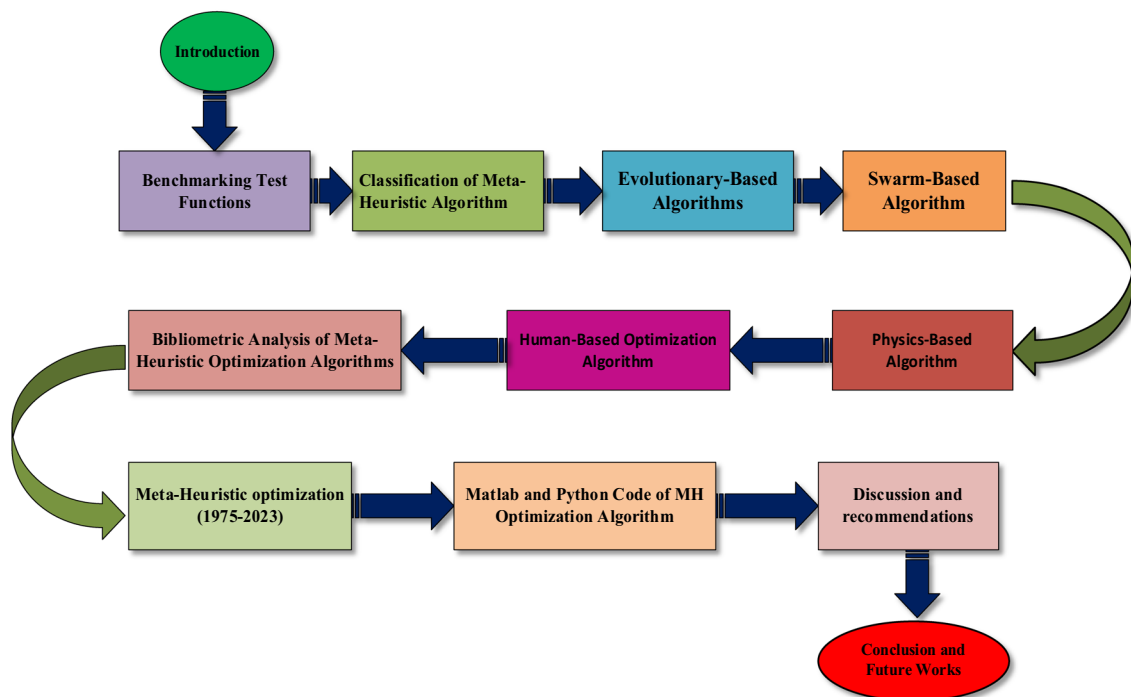 Introduction
Benchmarking Test
Functions
Classification of Meta-
Heuristic Algorithm
Evolutionary-Based
Algorithms
Swarm-Based
Algorithm
Physics-Based
Algorithm
Human-Based Optimization
Algorithm
Bibliometric Analysis of Meta-
Heuristic Optimization Algorithms
Meta-Heuristic optimization
(1975-2023)
Matlab and Python Code of MH
Optimization Algorithm
Discussion and
recommendations
Conclusion and
Future Works